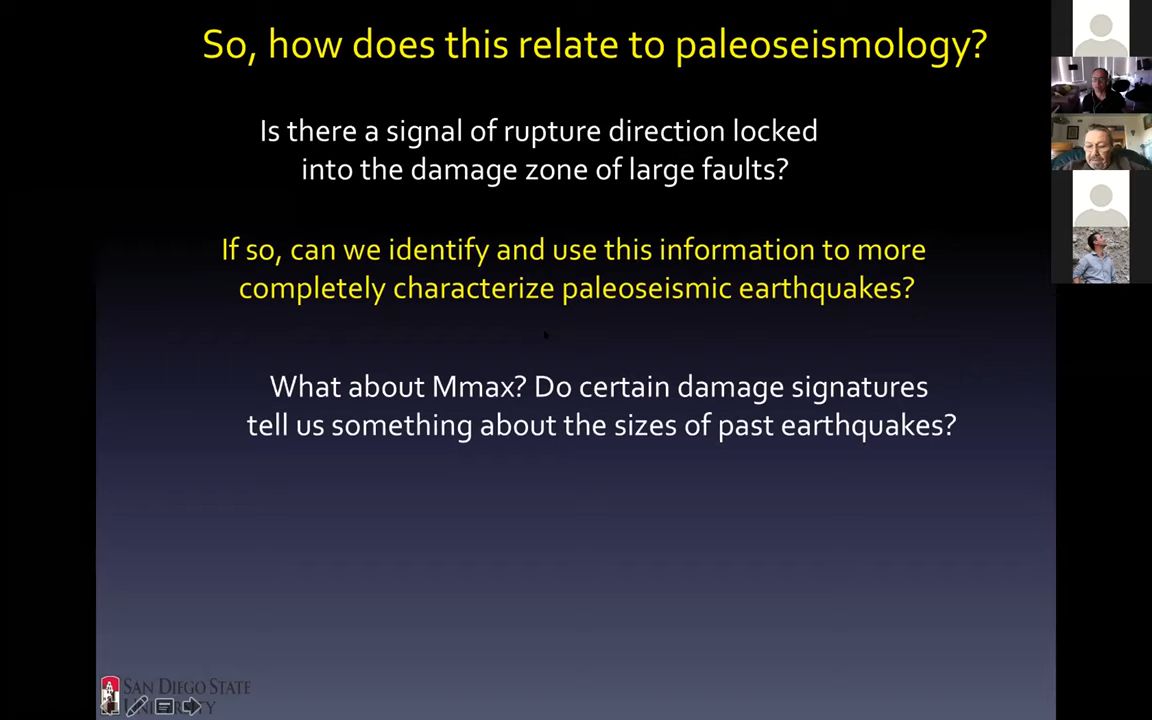 So, how does this relate to paleoseismology?
Is there a signal of rupture direction locked
into the damage zone of large faults?
If so, can we identify and use this information to more
completely characterize paleoseismic earthquakes?
What about Mmax? Do certain damage signatures
tell us something about the sizes of past earthquakes?
SAN DIEGO STATE
UNIVERSITY